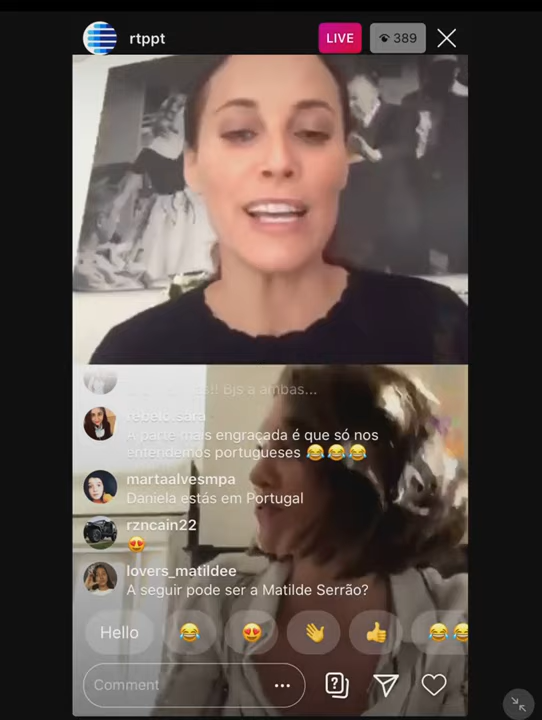 rtppt
LIVE
389
!! Bjs a ambas...
rebelo.sara
A parte mais engraçada é que só nos
entendemos portugueses 😂😂😂
martaalvesmpa
Daniela estás em Portugal
rzncain22
😍
lovers_matildee
A seguir pode ser a Matilde Serrão?
Hello 😂 😍 👋 👍 😂😂
Comment